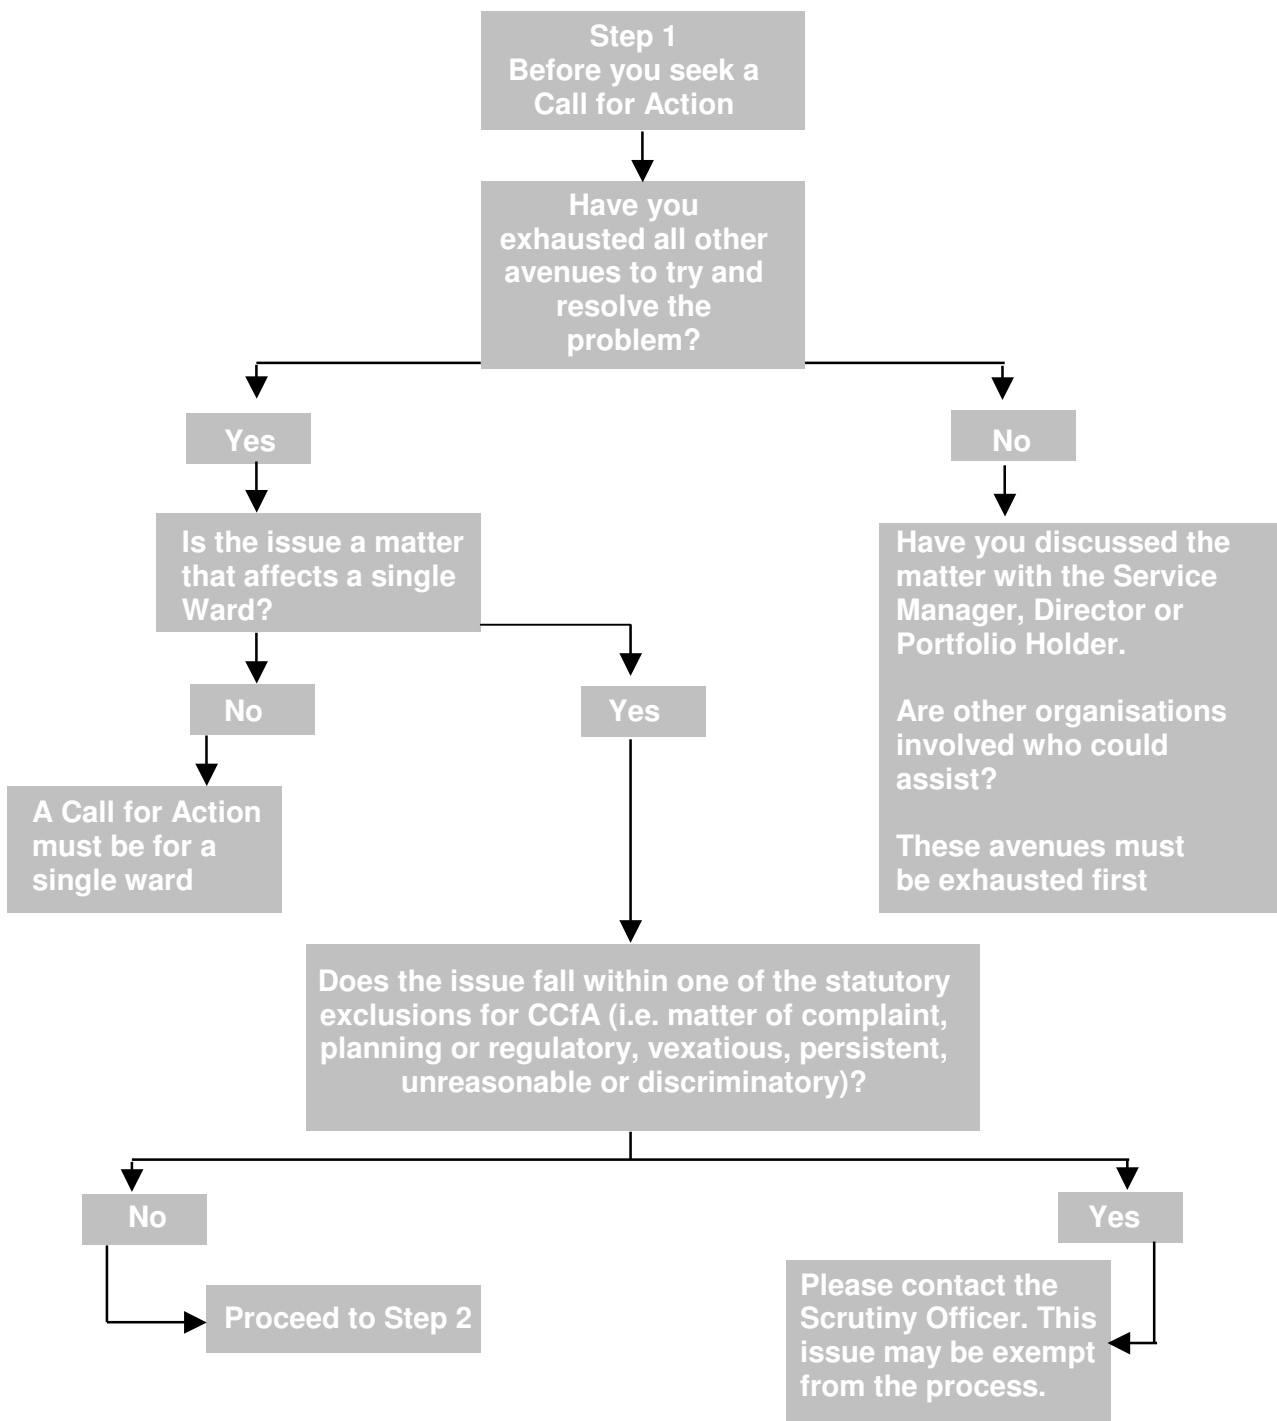 Step 1
Before you seek a
Call for Action
Have you
exhausted all other
avenues to try and
resolve the
problem?
Yes
No
Is the issue a matter
that affects a single
Ward?
Have you discussed the
matter with the Service
Manager, Director or
Portfolio Holder.
Are other organisations
involved who could
assist?
These avenues must
be exhausted first
No
Yes
A Call for Action
must be for a
single ward
Does the issue fall within one of the statutory
exclusions for CCfA (i.e. matter of complaint,
planning or regulatory, vexatious, persistent,
unreasonable or discriminatory)?
No
Yes
Proceed to Step 2
Please contact the
Scrutiny Officer. This
issue may be exempt
from the process.